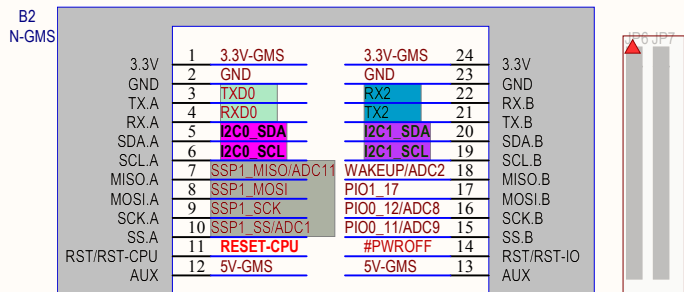 B2
N-GMS
JP6 JP7
3.3V 1 3.3V-GMS 3.3V-GMS 24 3.3V
GND 2 GND GND 23 GND
TX.A 3 TXD0 RX2 22 RX.B
RX.A 4 RXD0 TX2 21 TX.B
SDA.A 5 I2C0_SDA I2C1_SDA 20 SDA.B
SCL.A 6 I2C0_SCL I2C1_SCL 19 SCL.B
MISO.A 7 SSP1_MISO/ADC11 WAKEUP/ADC2 18 MISO.B
MOSI.A 8 SSP1_MOSI PIO1_17 17 MOSI.B
SCK.A 9 SSP1_SCK PIO0_12/ADC8 16 SCK.B
SS.A 10 SSP1_SS/ADC1 PIO0_11/ADC9 15 SS.B
RST/RST-CPU 11 RESET-CPU #PWROFF 14 RST/RST-IO
AUX 12 5V-GMS 5V-GMS 13 AUX